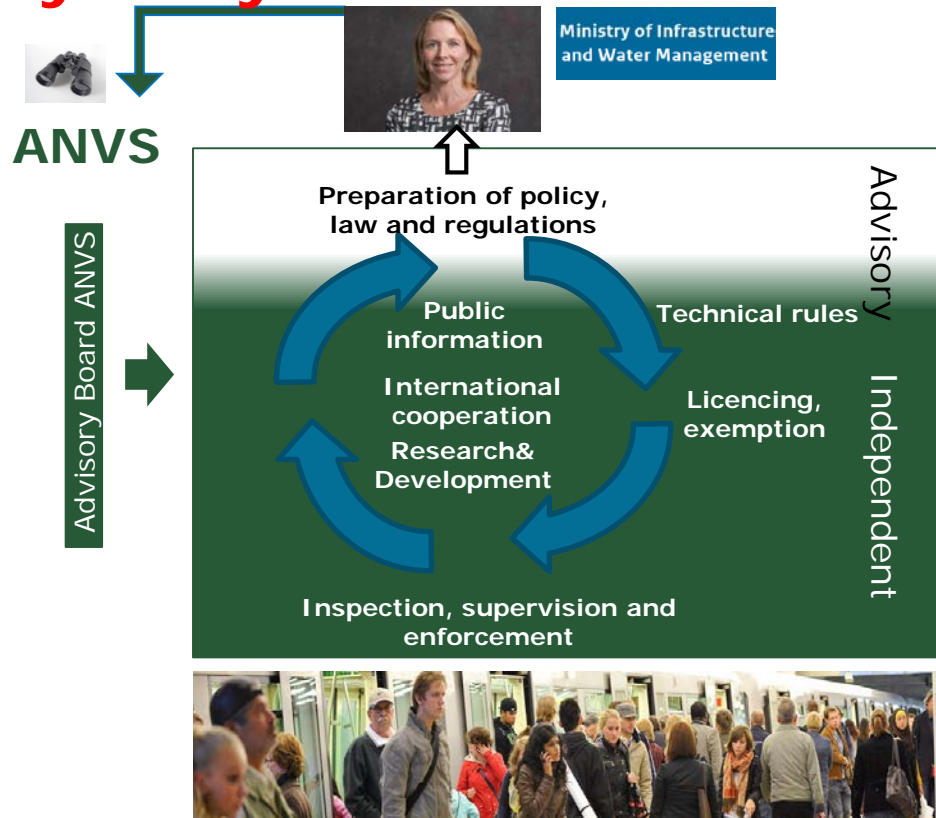 Ministry of Infrastructure
and Water Management
ANVS
Advisory Board ANVS
Preparation of policy,
law and regulations
Advisory
Public
information
Technical rules
International
cooperation
Licencing,
exemption
Independent
Research&
Development
Inspection, supervision and
enforcement